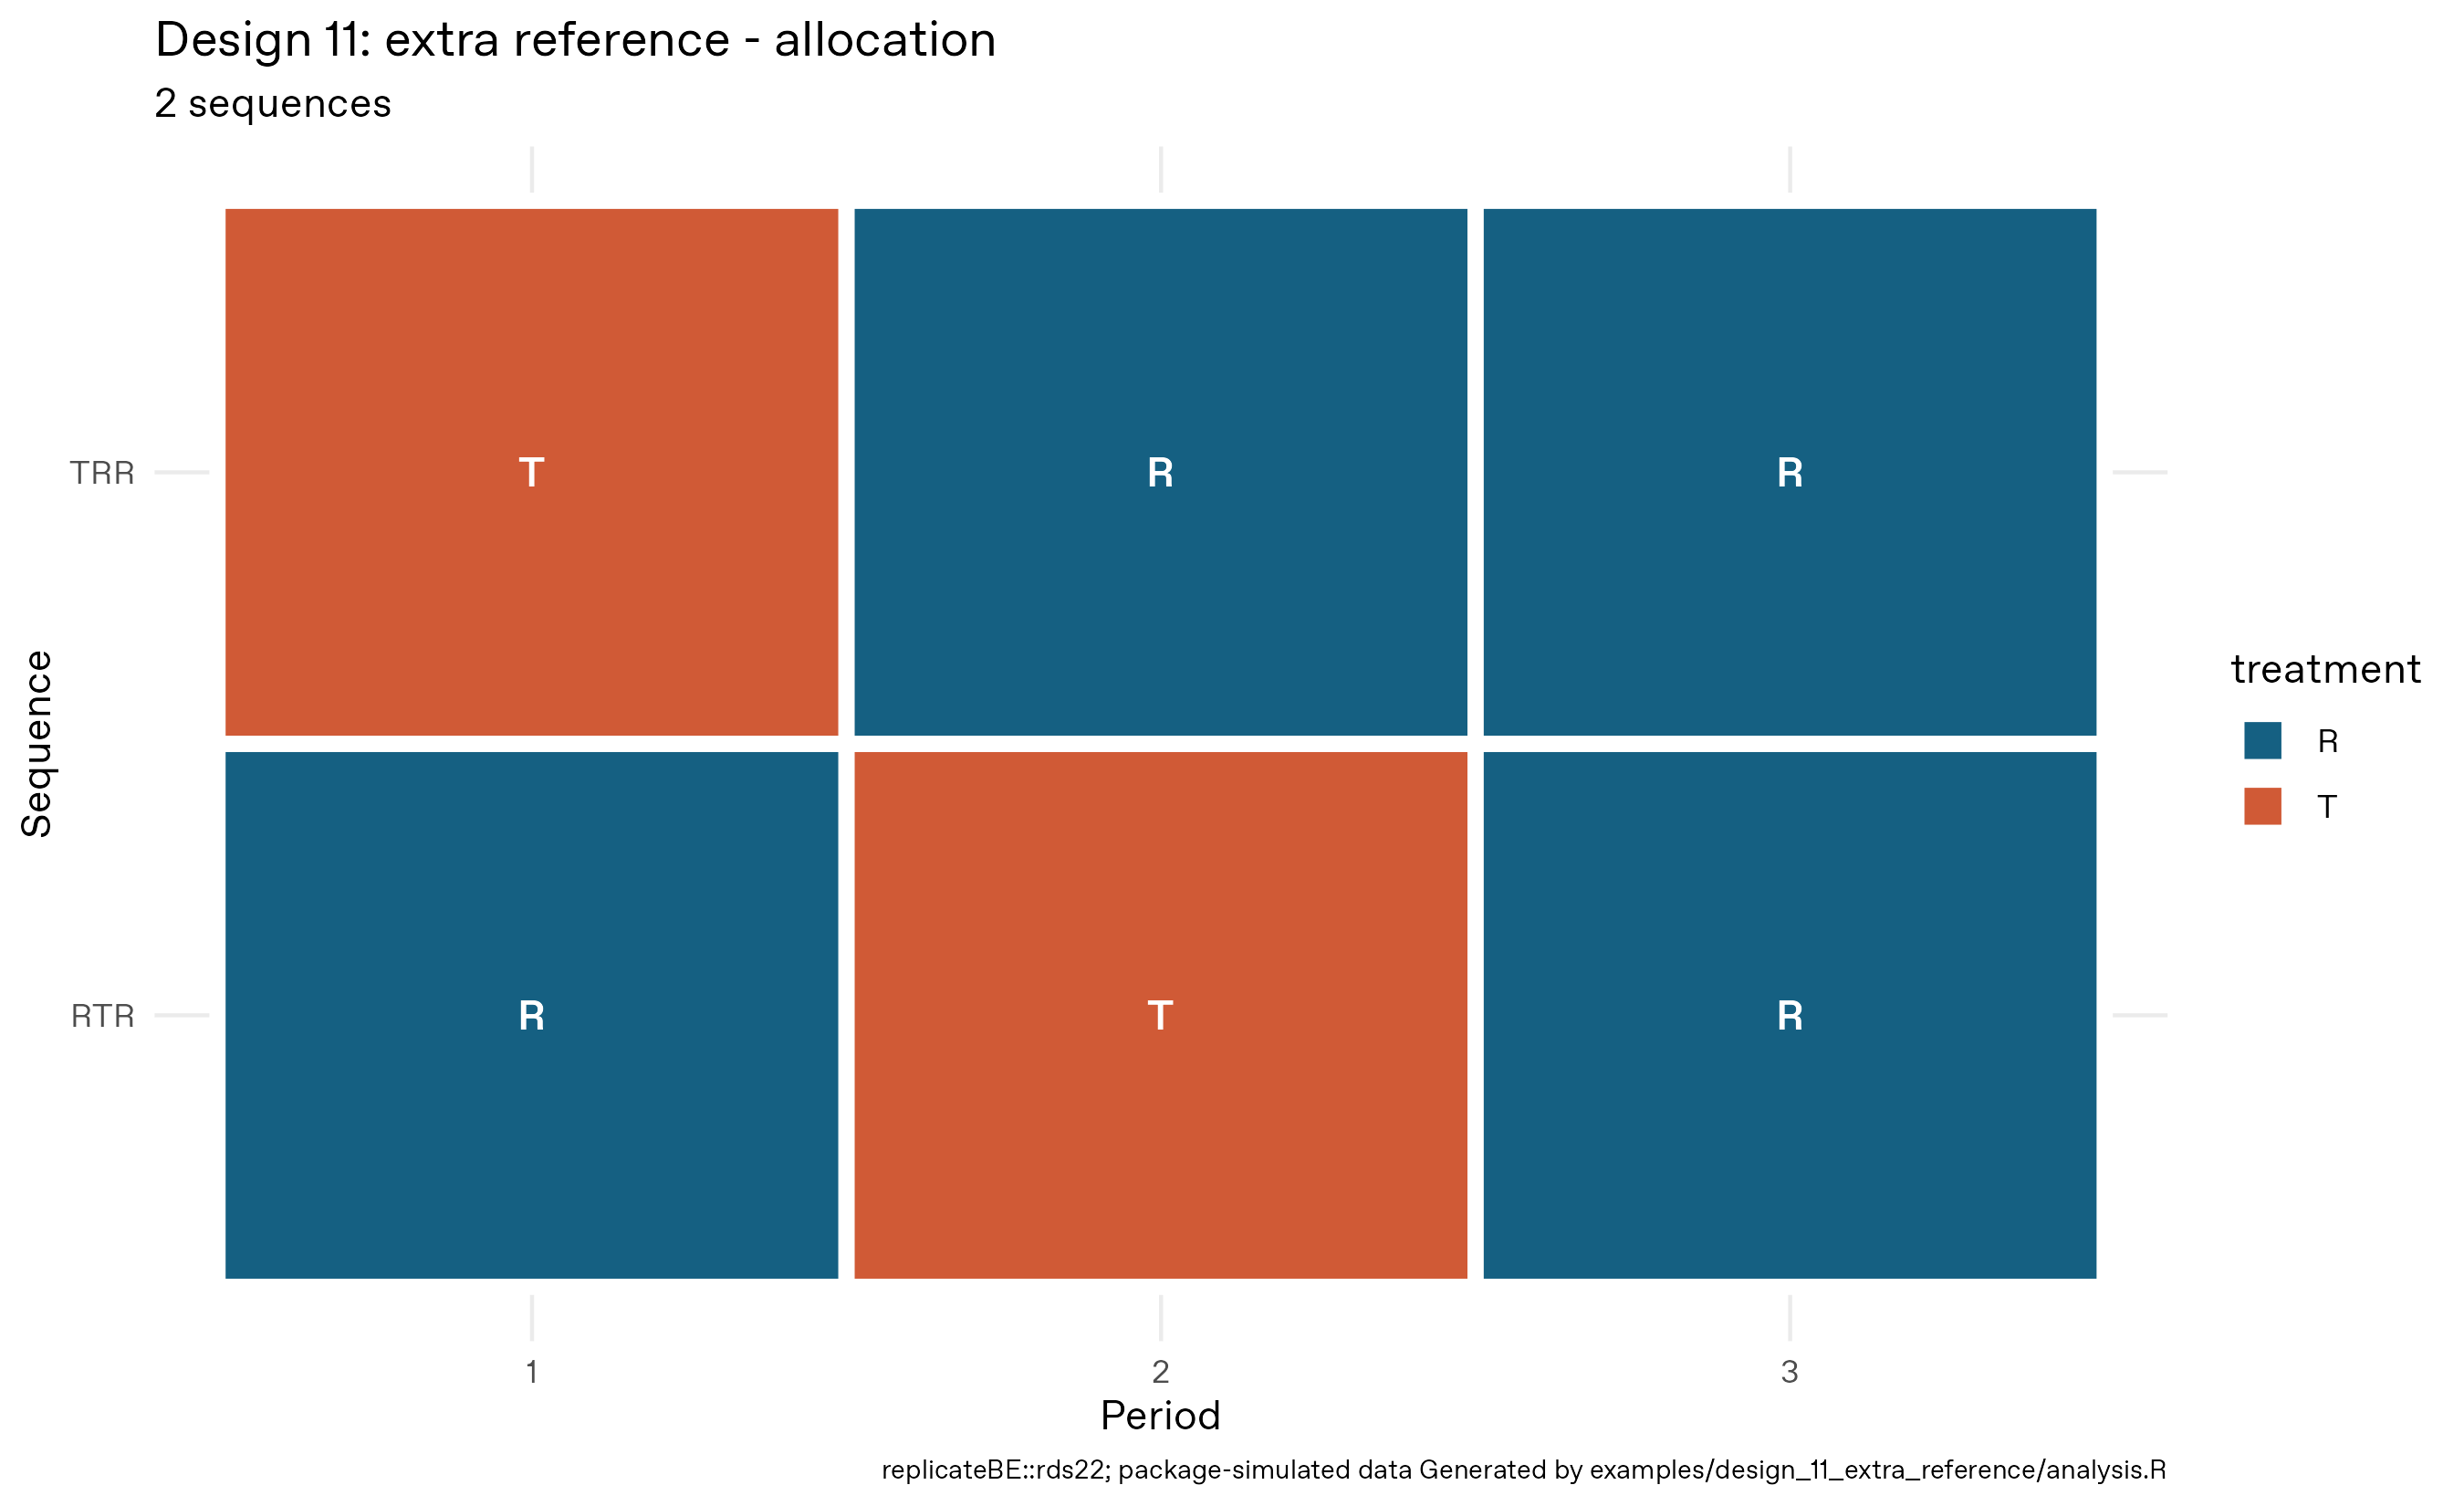 Design 11: extra reference - allocation
2 sequences
Sequence
TRR
T
R
R
RTR
R
T
R
1
2
3
Period
treatment
R
T
replicateBE::rds22; package-simulated data Generated by examples/design_11_extra_reference/analysis.R